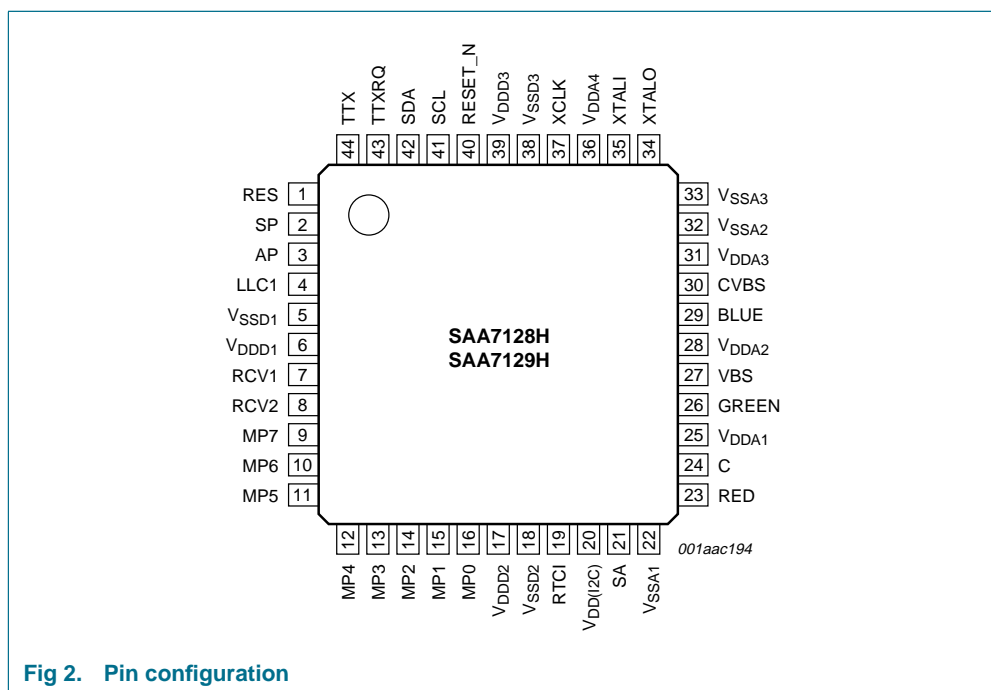 44 TTX
43 TTXRQ
42 SDA
41 SCL
40 RESET_N
39 VDDD3
38 VSSD3
37 XCLK
36 VDDA4
35 XTALI
34 XTALO
RES 1
SP 2
AP 3
LLC1 4
VSSD1 5
VDDD1 6
RCV1 7
RCV2 8
MP7 9
MP6 10
MP5 11
SAA7128H
SAA7129H
33 VSSA3
32 VSSA2
31 VDDA3
30 CVBS
29 BLUE
28 VDDA2
27 VBS
26 GREEN
25 VDDA1
24 C
23 RED
MP4 12
MP3 13
MP2 14
MP1 15
MP0 16
VDDD2 17
VSSD2 18
RTCI 19
VDD(I2C) 20
SA 21
VSSA1 22
001aac194
Fig 2. Pin configuration